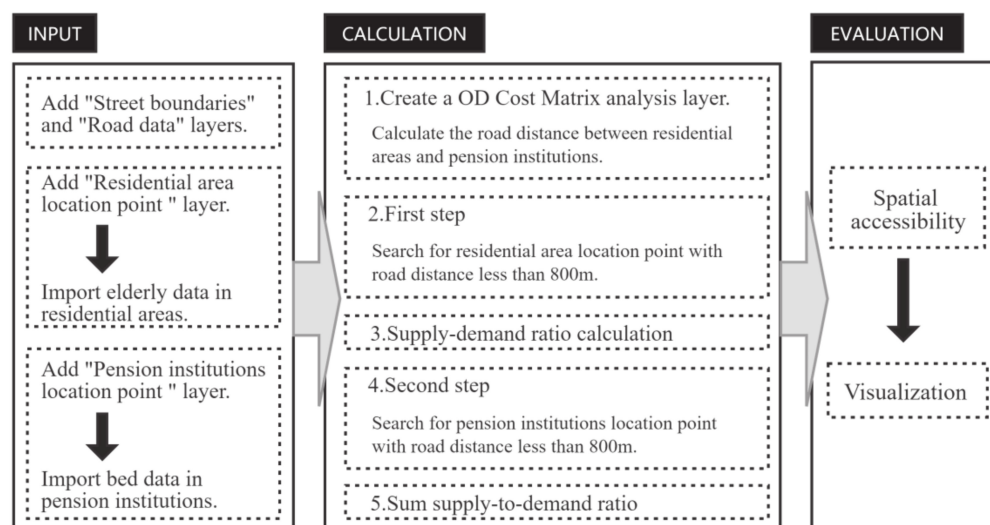 INPUT
Add "Street boundaries"
and "Road data" layers.
Add "Residential area
location point " layer.
Import elderly data in
residential areas.
Add "Pension institutions
location point " layer.
Import bed data in
pension institutions.
CALCULATION
1.Create a OD Cost Matrix analysis layer.
Calculate the road distance between residential
areas and pension institutions.
2.First step
Search for residential area location point with
road distance less than 800m.
3.Supply-demand ratio calculation
4.Second step
Search for pension institutions location point
with road distance less than 800m.
5.Sum supply-to-demand ratio
EVALUATION
Spatial
accessibility
Visualization